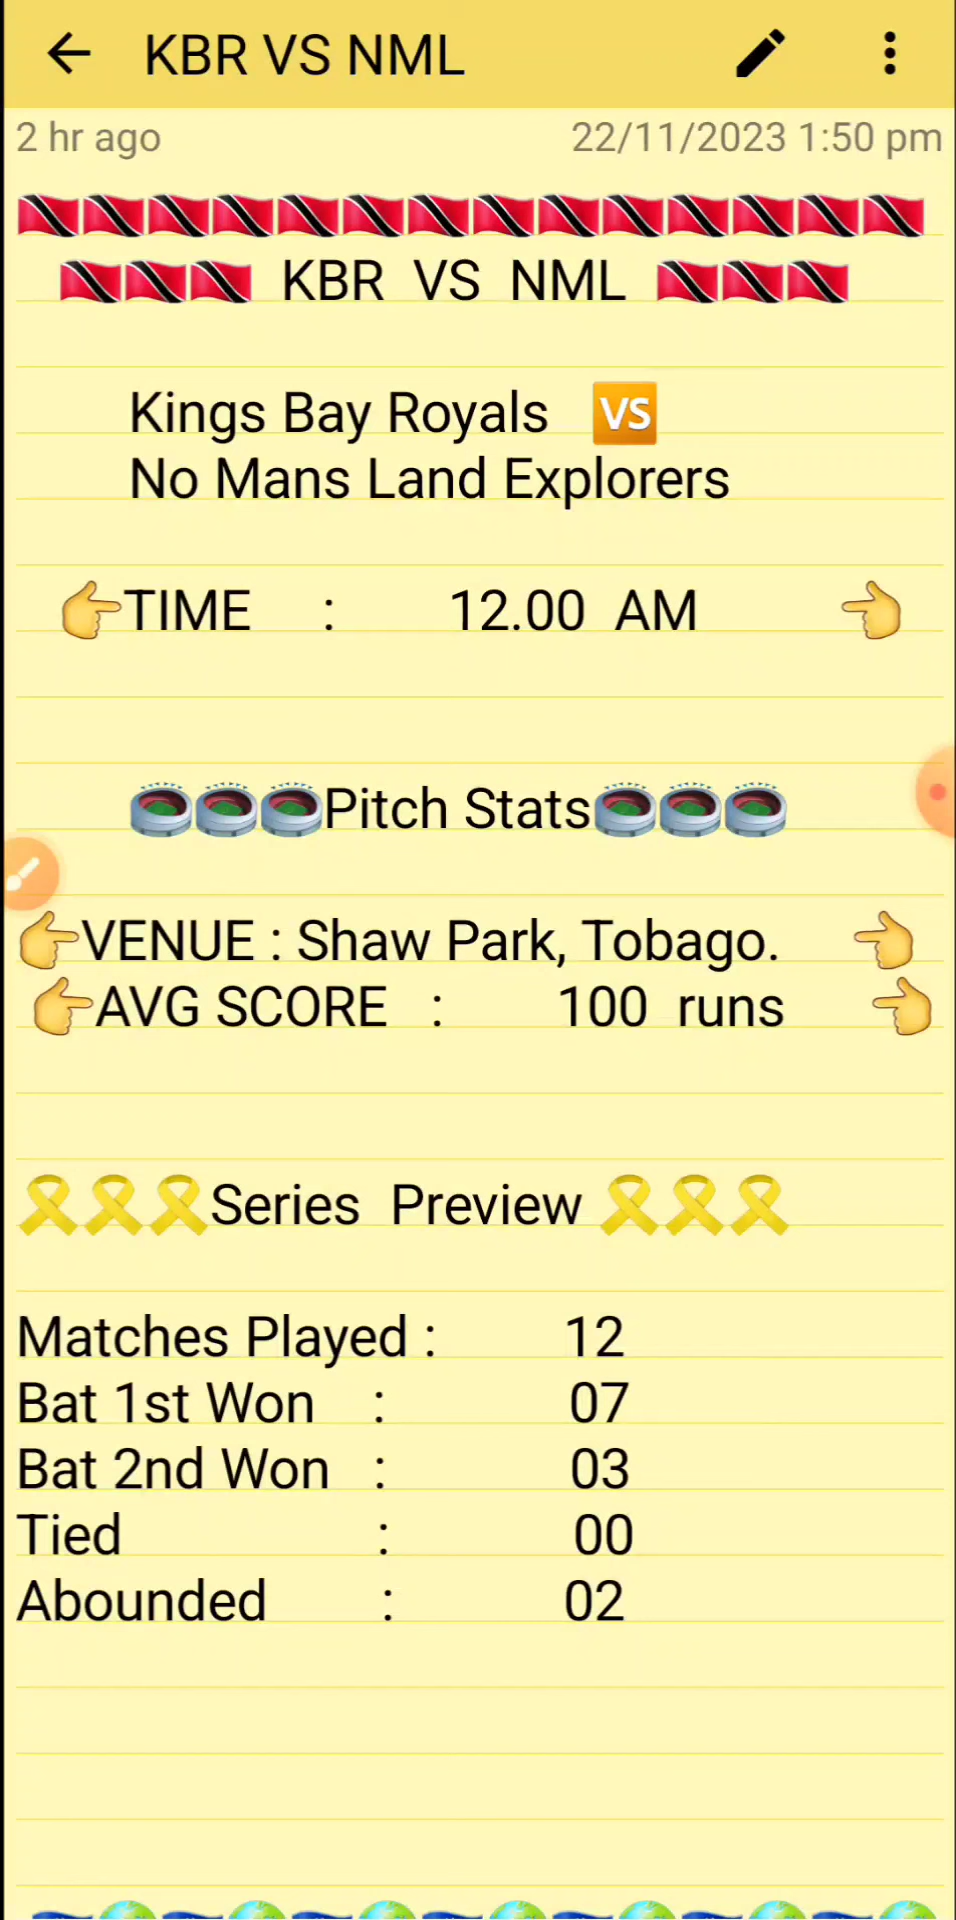 KBR VS NML
2 hr ago 22/11/2023 1:50 pm
KBR VS NML
Kings Bay Royals VS
No Mans Land Explorers
TIME : 12.00 AM
Pitch Stats
VENUE : Shaw Park, Tobago.
AVG SCORE : 100 runs
Series Preview
Matches Played : 12
Bat 1st Won : 07
Bat 2nd Won : 03
Tied : 00
Abounded : 02